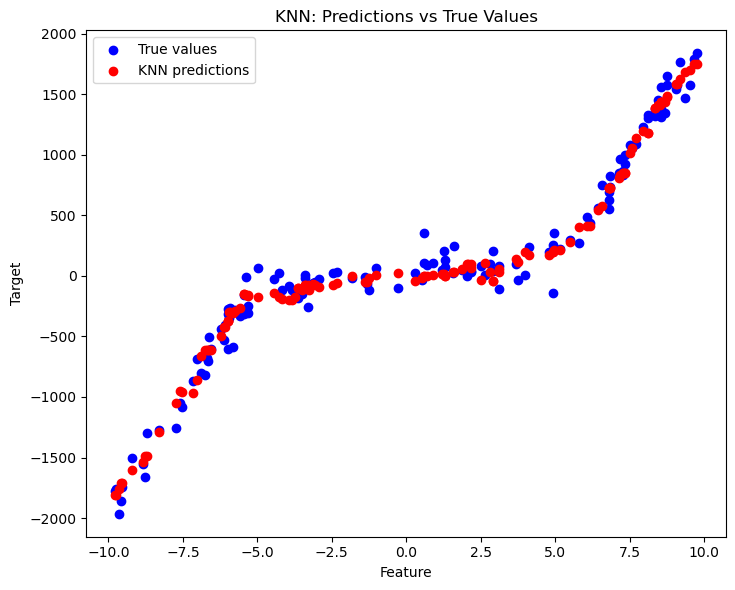 KNN: Predictions vs True Values
True values
KNN predictions
2000
1500
1000
500
0
−500
−1000
−1500
−2000
Target
−10.0 −7.5 −5.0 −2.5 0.0 2.5 5.0 7.5 10.0
Feature